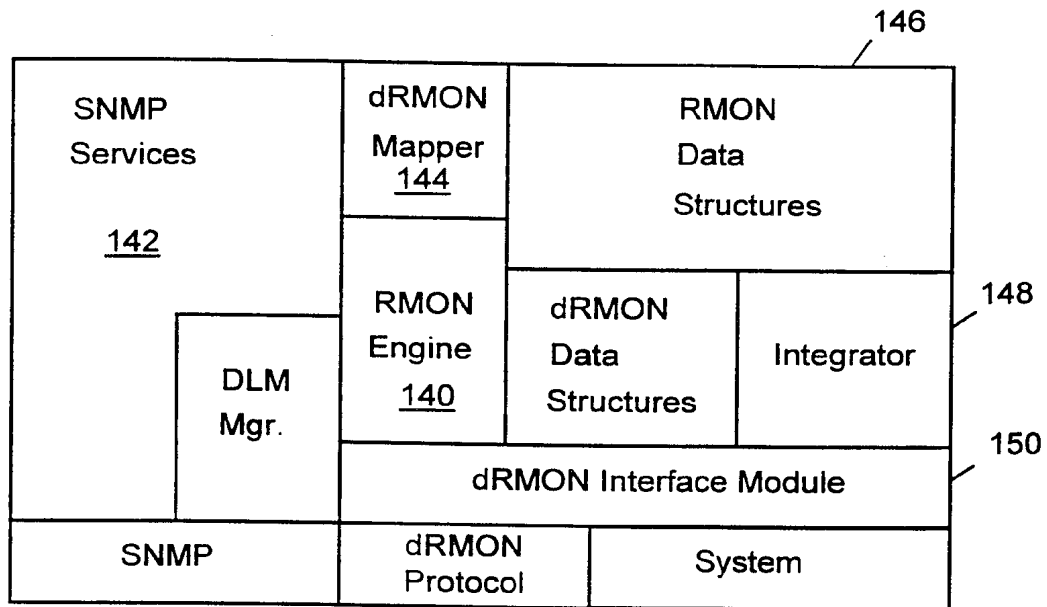 146
SNMP
Services
142
dRMON
Mapper
144
RMON
Data
Structures
RMON
Engine
140
dRMON
Data
Structures
Integrator
148
DLM
Mgr.
dRMON Interface Module
150
SNMP
dRMON
Protocol
System